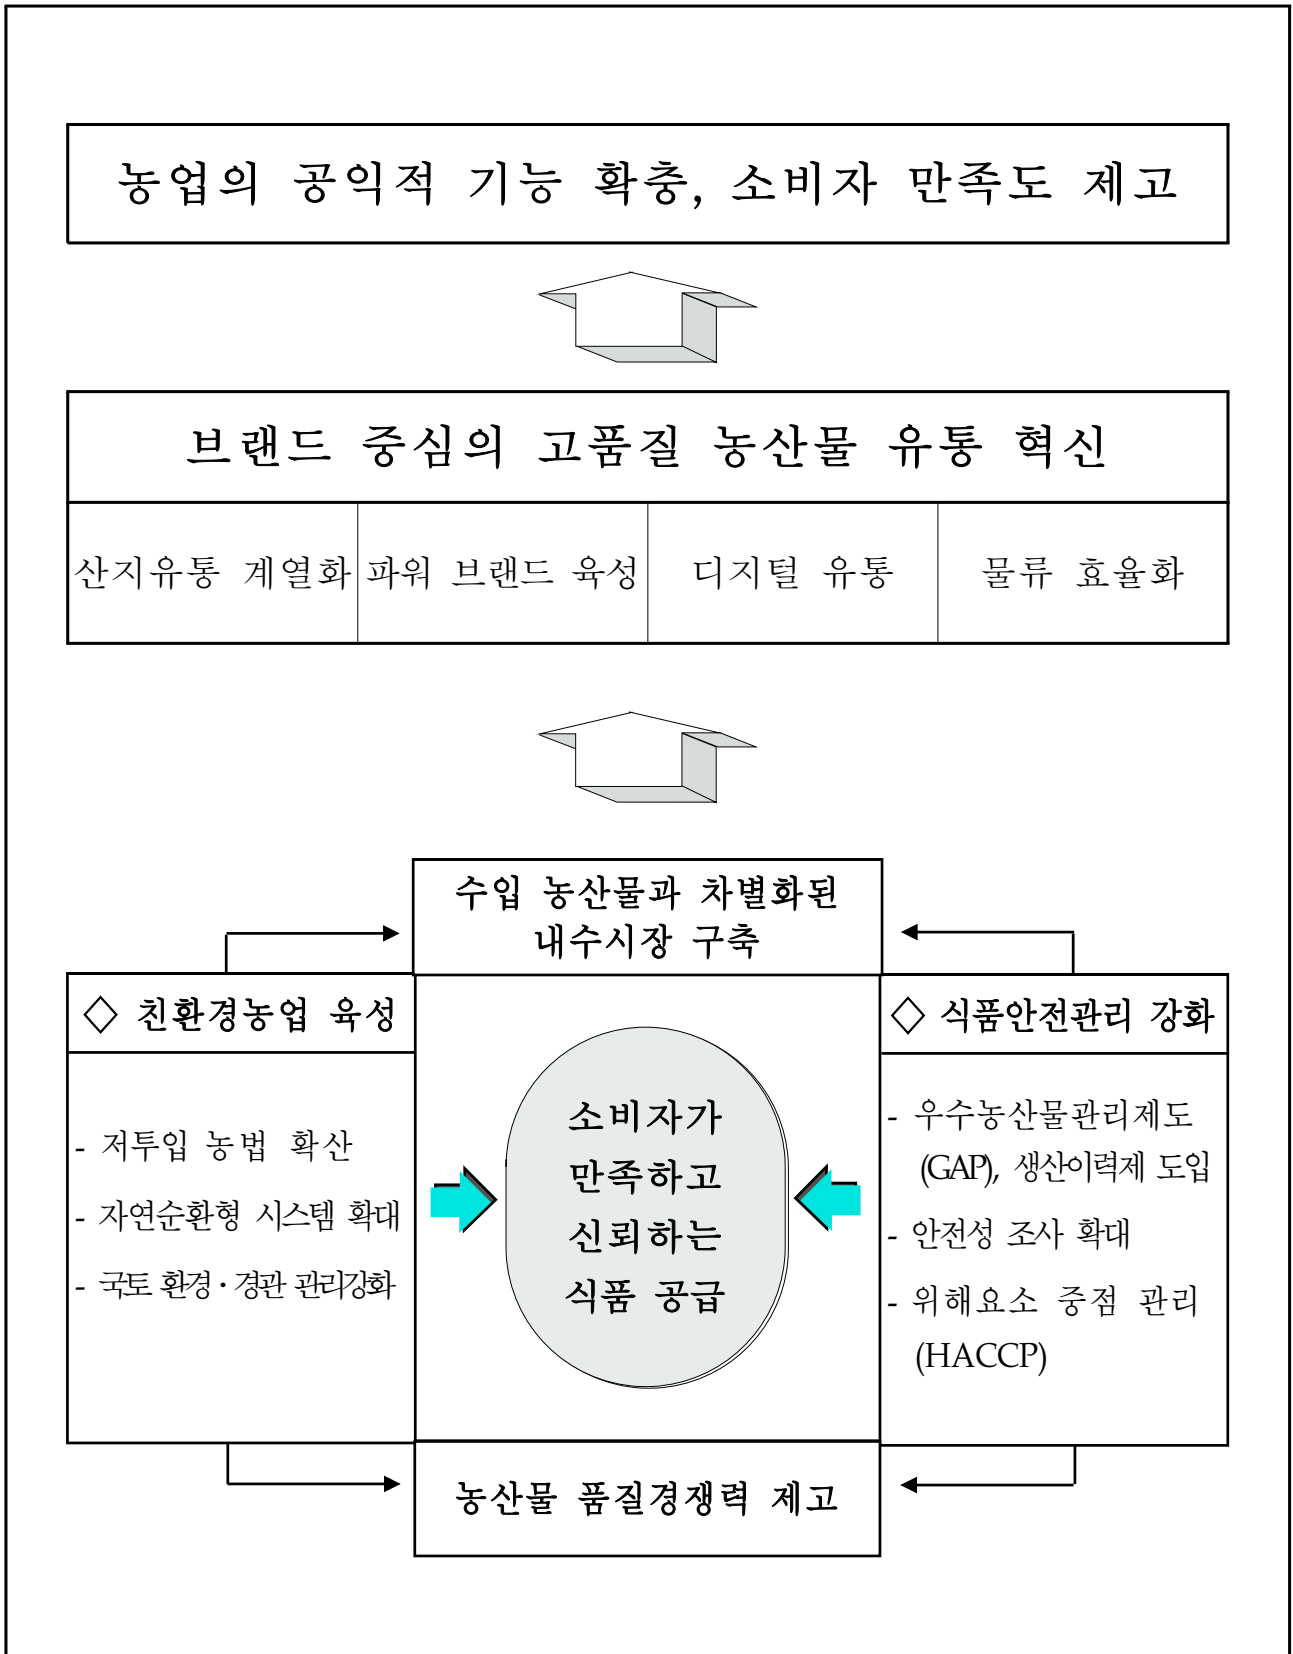 농업의 공익적 기능 확충, 소비자 만족도 제고
브랜드 중심의 고품질 농산물 유통 혁신
산지유통 계열화
파워 브랜드 육성
디지털 유통
물류 효율화
수입 농산물과 차별화된
내수시장 구축
◇ 친환경농업 육성
- 저투입 농법 확산
- 자연순환형 시스템 확대
- 국토 환경·경관 관리강화
소비자가
만족하고
신뢰하는
식품 공급
◇ 식품안전관리 강화
- 우수농산물관리제도
(GAP), 생산이력제 도입
- 안전성 조사 확대
- 위해요소 중점 관리
(HACCP)
농산물 품질경쟁력 제고